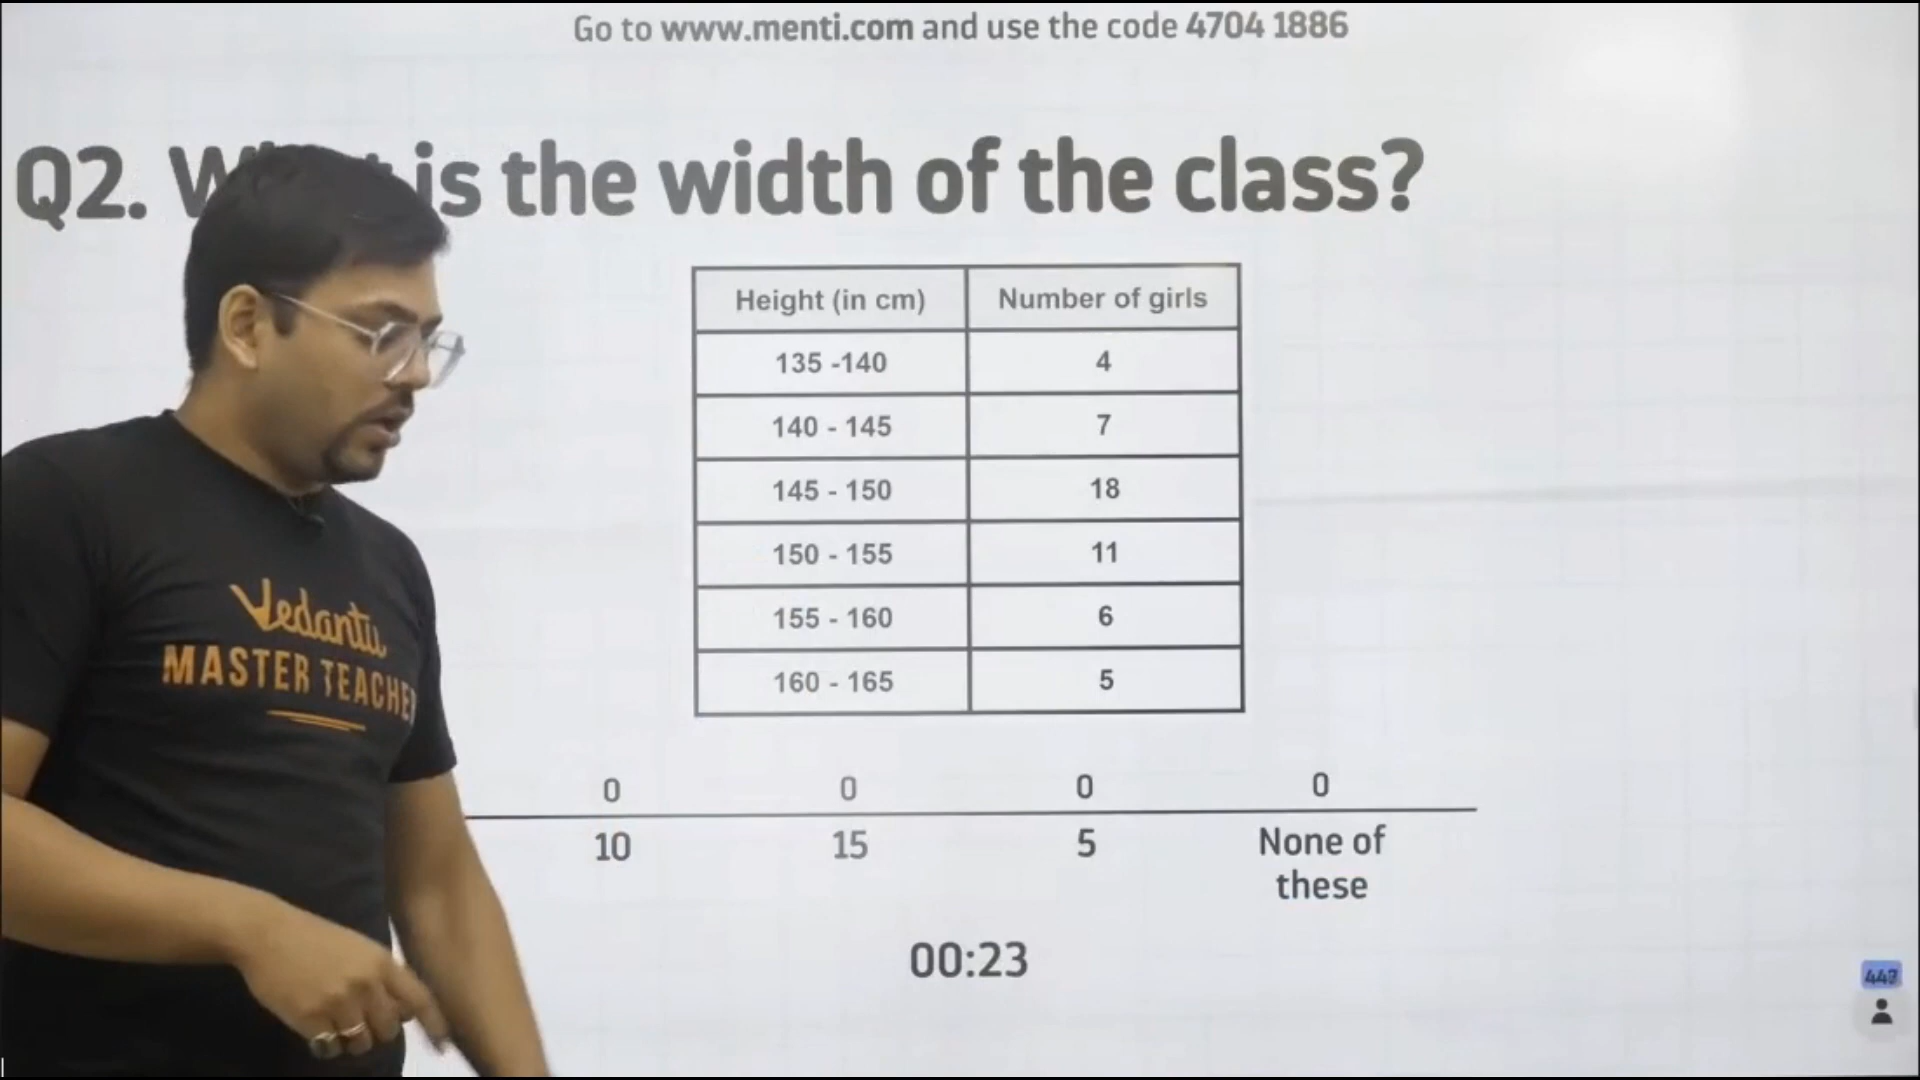 Go to www.menti.com and use the code 4704 1886
Q2. is the width of the class?
Height (in cm) Number of girls
135 -140 4
140 - 145 7
145 - 150 18
150 - 155 11
155 - 160 6
160 - 165 5
0 0 0 0
10 15 5 None of
these
00:23
Vedantu
MASTER TEACHER